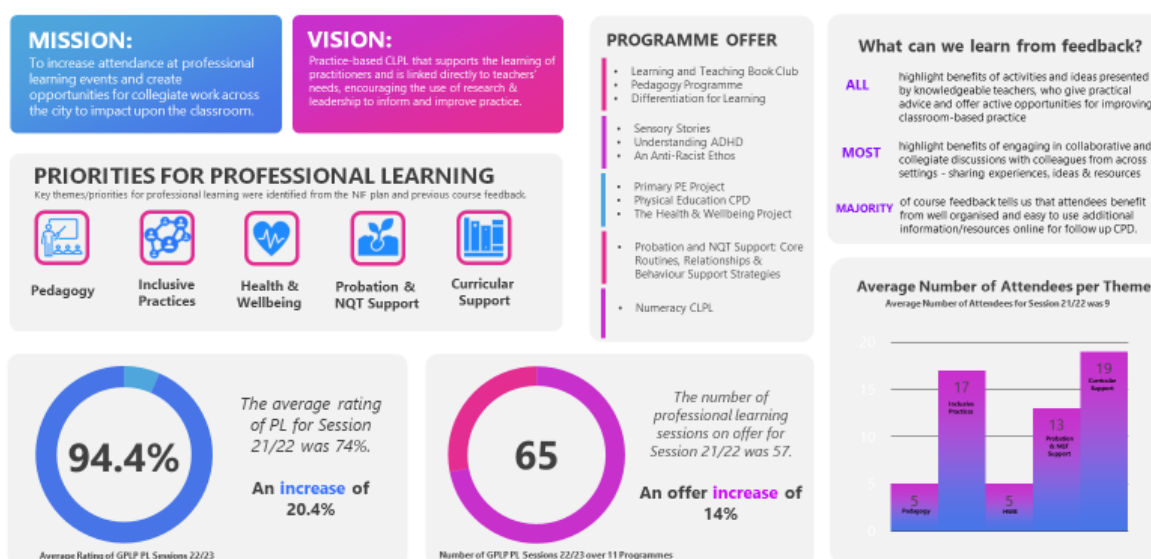 MISSION:
To increase attendance at professional
learning events and create
opportunities for collegiate work across
the city to impact upon the classroom.
VISION:
Practice-based CLPL that supports the learning of
practitioners and is linked directly to teachers'
needs, encouraging the use of research &
leadership to inform and improve practice.
PRIORITIES FOR PROFESSIONAL LEARNING
Key themes/priorities for professional learning were identified from the NIF plan and previous course feedback.
Pedagogy
Inclusive
Practices
Health &
Wellbeing
Probation &
NQT Support
Curricular
Support
PROGRAMME OFFER
• Learning and Teaching Book Club
• Pedagogy Programme
• Differentiation for Learning
• Sensory Stories
• Understanding ADHD
• An Anti-Racist Ethos
• Primary PE Project
• Physical Education CPD
• The Health & Wellbeing Project
• Probation and NQT Support: Core
Routines, Relationships &
Behaviour Support Strategies
• Numeracy CLPL
What can we learn from feedback?
ALL
highlight benefits of activities and ideas presented
by knowledgeable teachers, who give practical
advice and offer active opportunities for improving
classroom-based practice
MOST
highlight benefits of engaging in collaborative and
collegiate discussions with colleagues from across
settings - sharing experiences, ideas & resources
MAJORITY
of course feedback tells us that attendees benefit
from well organised and easy to use additional
information/resources online for follow up CPD.
94.4%
The average rating
of PL for Session
21/22 was 74%.
An increase of
20.4%
Average Rating of GPLP PL Sessions 22/23
65
The number of
professional learning
sessions on offer for
Session 21/22 was 57.
An offer increase of
14%
Number of GPLP PL Sessions 22/23 over 11 Programmes
Average Number of Attendees per Theme
Average Number of Attendees for Session 21/22 was 9
20
15
10
5
0
5
Pedagogy
17
Inclusive
Practices
5
HWB
13
Probation
& NQT
Support
19
Curricular
Support